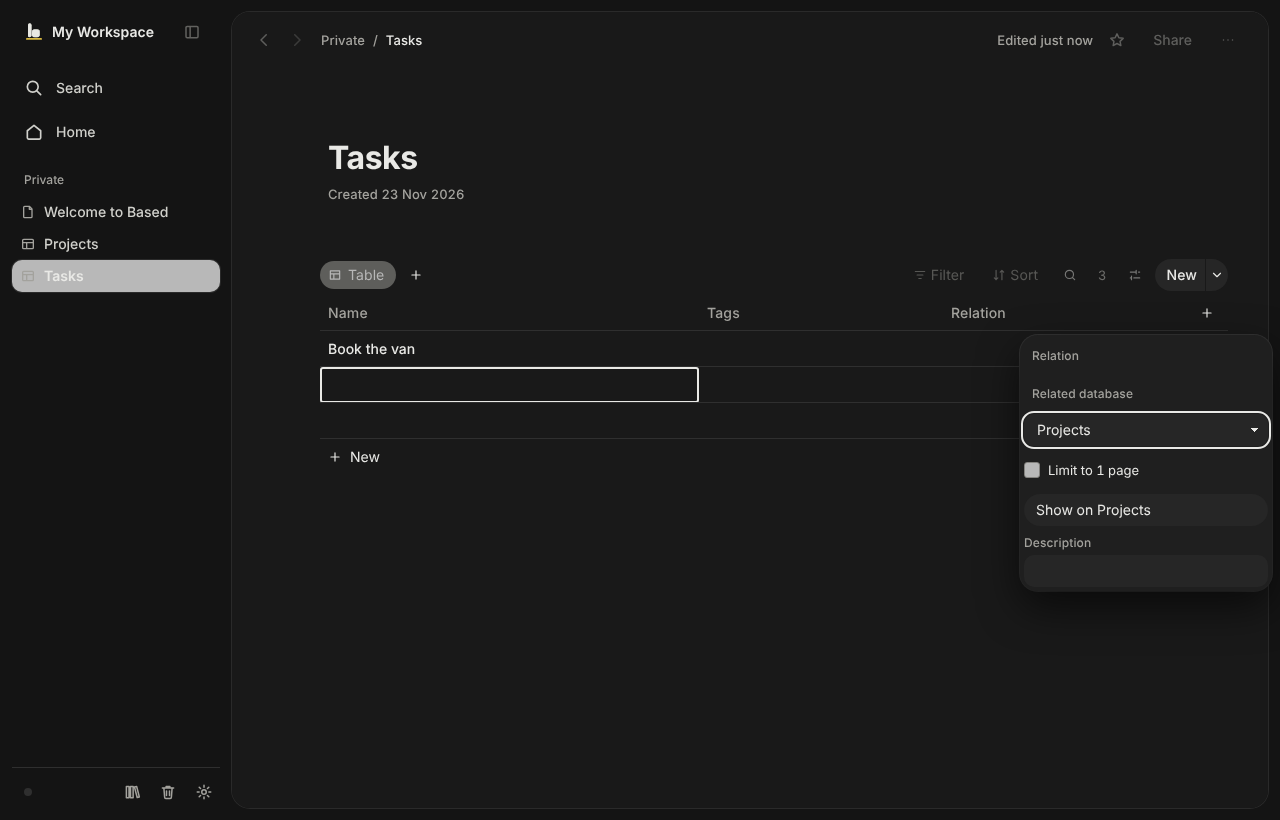 My Workspace
Search
Home
Private
Welcome to Based
Projects
Tasks
Private / Tasks
Edited just now
Share
Tasks
Created 23 Nov 2026
Table
Filter
Sort
3
New
Name Tags Relation
Book the van
New
Relation
Related database
Projects
Limit to 1 page
Show on Projects
Description